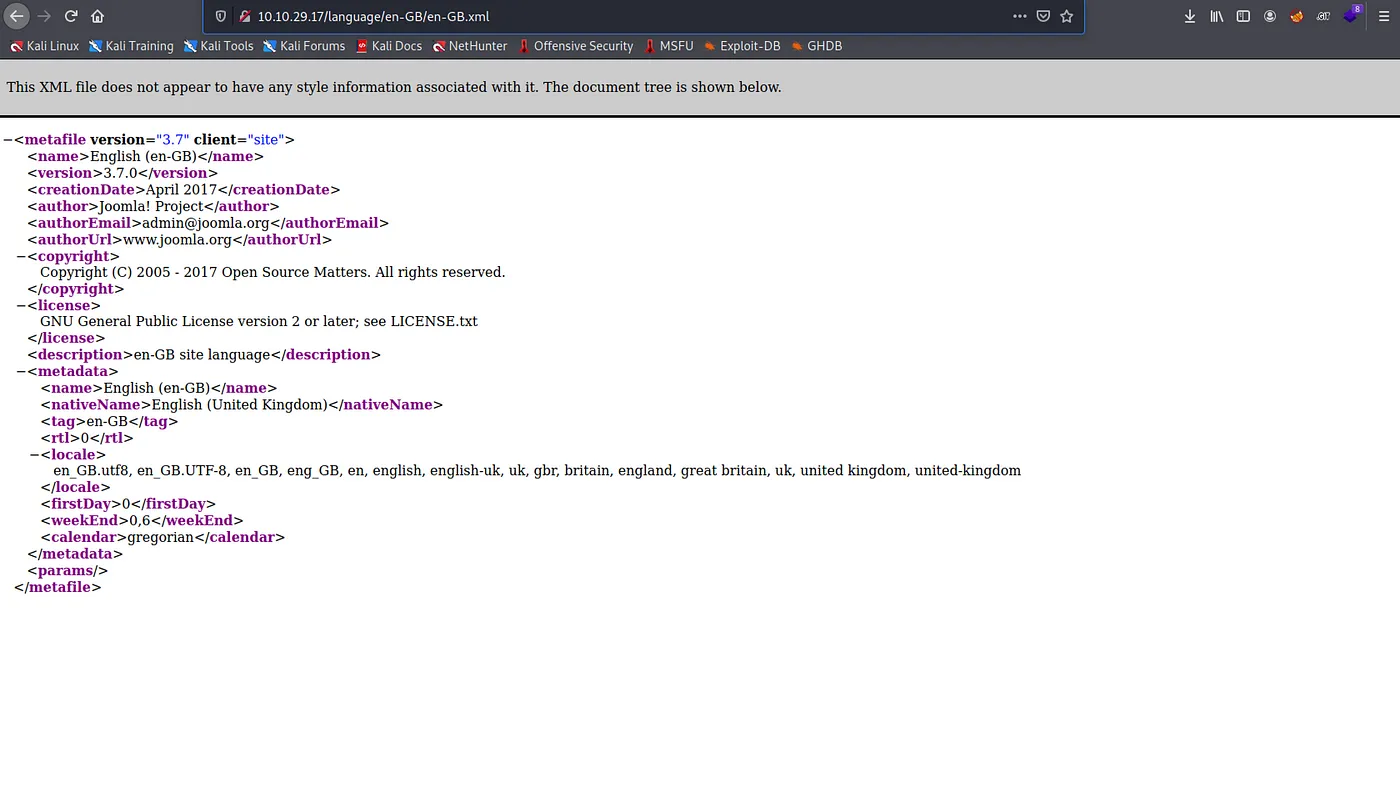 10.10.29.17/language/en-GB/en-GB.xml
8
Kali Linux Kali Training Kali Tools Kali Forums Kali Docs NetHunter Offensive Security MSFU Exploit-DB GHDB
This XML file does not appear to have any style information associated with it. The document tree is shown below.
−<metafile version="3.7" client="site">
<name>English (en-GB)</name>
<version>3.7.0</version>
<creationDate>April 2017</creationDate>
<author>Joomla! Project</author>
<authorEmail>admin@joomla.org</authorEmail>
<authorUrl>www.joomla.org</authorUrl>
−<copyright>
Copyright (C) 2005 - 2017 Open Source Matters. All rights reserved.
</copyright>
−<license>
GNU General Public License version 2 or later; see LICENSE.txt
</license>
<description>en-GB site language</description>
−<metadata>
<name>English (en-GB)</name>
<nativeName>English (United Kingdom)</nativeName>
<tag>en-GB</tag>
<rtl>0</rtl>
−<locale>
en_GB.utf8, en_GB.UTF-8, en_GB, eng_GB, en, english, english-uk, uk, gbr, britain, england, great britain, uk, united kingdom, united-kingdom
</locale>
<firstDay>0</firstDay>
<weekEnd>0,6</weekEnd>
<calendar>gregorian</calendar>
</metadata>
<params/>
</metafile>